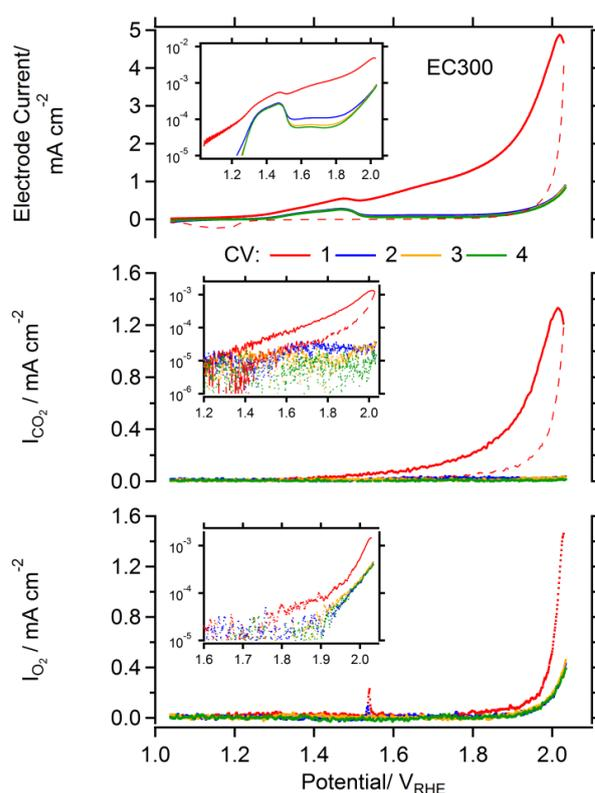 EC300
Electrode Current/
mA cm⁻²
5
4
3
2
1
0
10⁻²
10⁻³
10⁻⁴
10⁻⁵
1.2 1.4 1.6 1.8 2.0
CV: 1 2 3 4
I_CO₂ / mA cm⁻²
1.6
1.2
0.8
0.4
0.0
10⁻³
10⁻⁴
10⁻⁵
10⁻⁶
1.2 1.4 1.6 1.8 2.0
I_O₂ / mA cm⁻²
1.6
1.2
0.8
0.4
0.0
10⁻³
10⁻⁴
10⁻⁵
1.6 1.7 1.8 1.9 2.0
1.0 1.2 1.4 1.6 1.8 2.0
Potential/ V_RHE